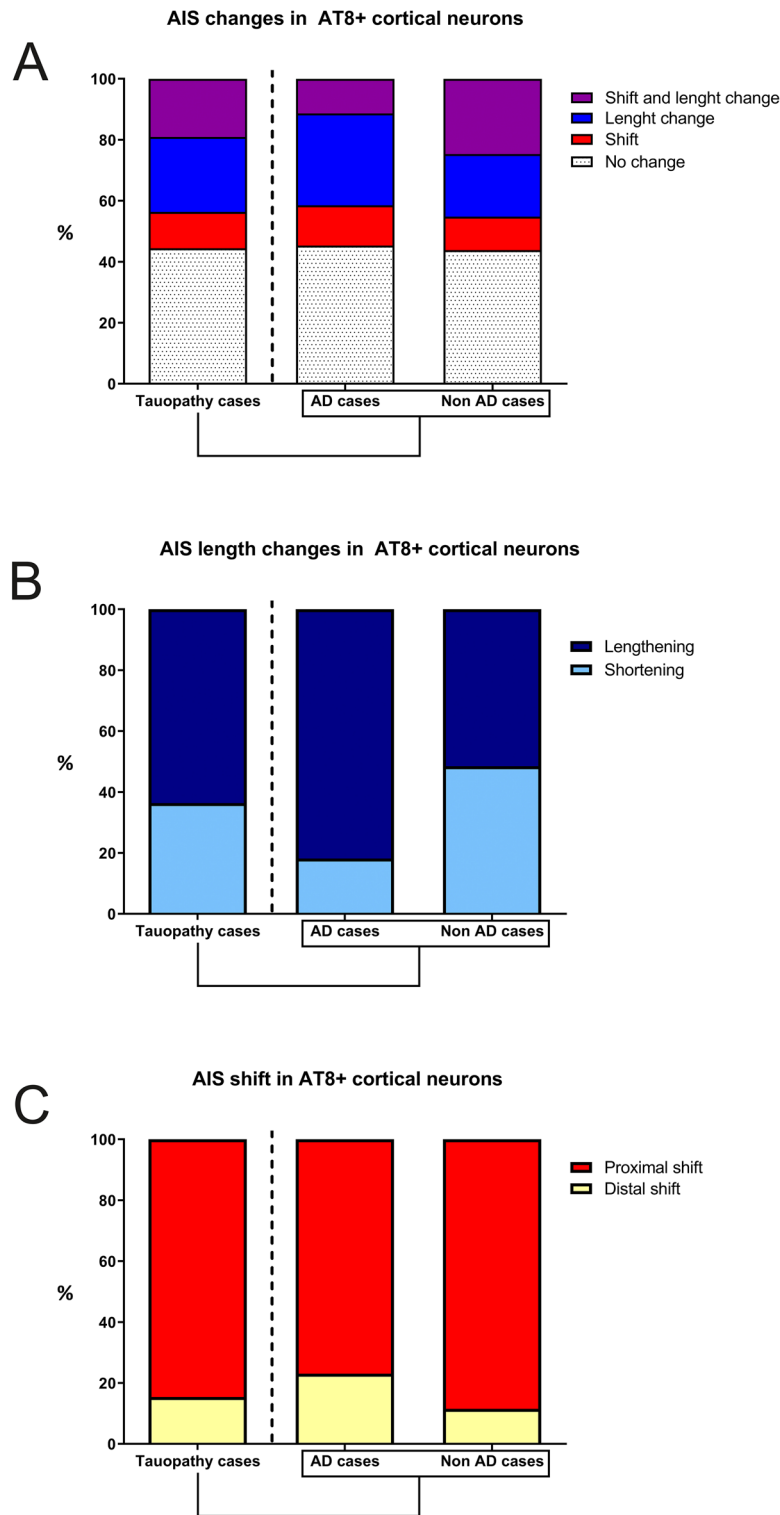 AIS changes in AT8+ cortical neurons
A
100
80
60
40
20
0
%
Shift and lenght change
Lenght change
Shift
No change
Tauopathy cases
AD cases
Non AD cases
AIS length changes in AT8+ cortical neurons
B
100
80
60
40
20
0
%
Lengthening
Shortening
Tauopathy cases
AD cases
Non AD cases
AIS shift in AT8+ cortical neurons
C
100
80
60
40
20
0
%
Proximal shift
Distal shift
Tauopathy cases
AD cases
Non AD cases